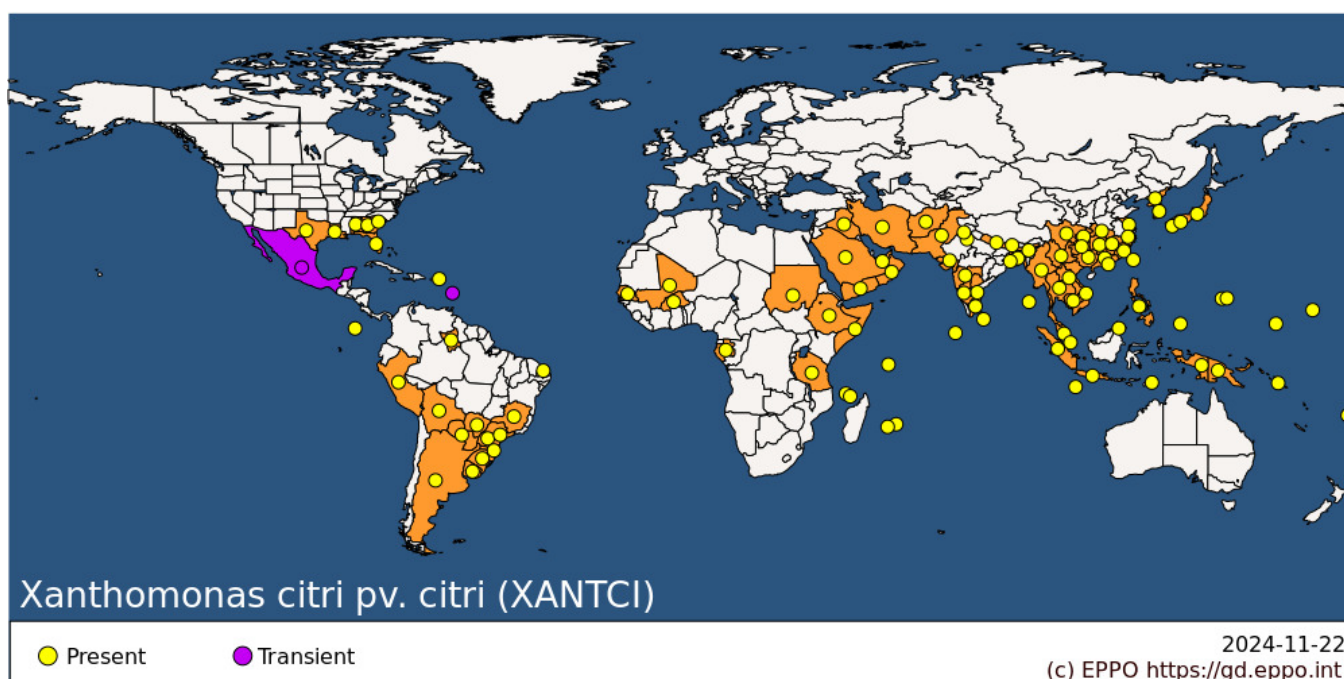 Xanthomonas citri pv. citri (XANTCI)
Present
Transient
2024-11-22
(c) EPPO https://gd.eppo.int